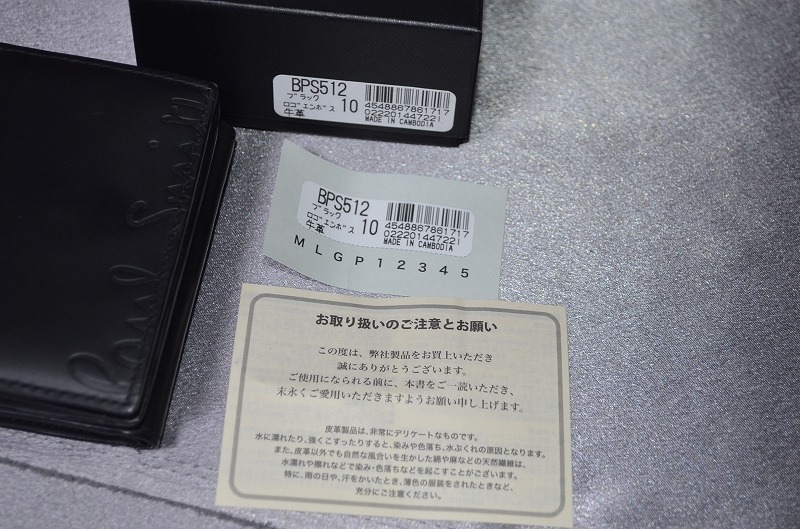 BPS512
ブラック
ロゴエンボス 10
牛革
4548867861717
022201447221
MADE IN CAMBODIA
BPS512
ブラック
ロゴエンボス 10
牛革
4548867861717
022201447221
MADE IN CAMBODIA
M L G P 1 2 3 4 5
Paul Smith
お取り扱いのご注意とお願い
この度は、弊社製品をお買上いただき
誠にありがとうございます。
ご使用になられる前に、本書をご一読いただき、
末永くご愛用いただきますようお願い申し上げます。
皮革製品は、非常にデリケートなものです。
水に濡れたり、強くこすったりすると、染みや色落ち、水ぶくれの原因となります。
また、皮革以外でも自然な風合いを生かした綿や麻などの天然繊維は、
水濡れや擦れなどで染み・色落ちなどを起こすことがございます。
特に、雨の日や、汗をかいたとき、薄色の服装をされたときなど、
充分にご注意ください。